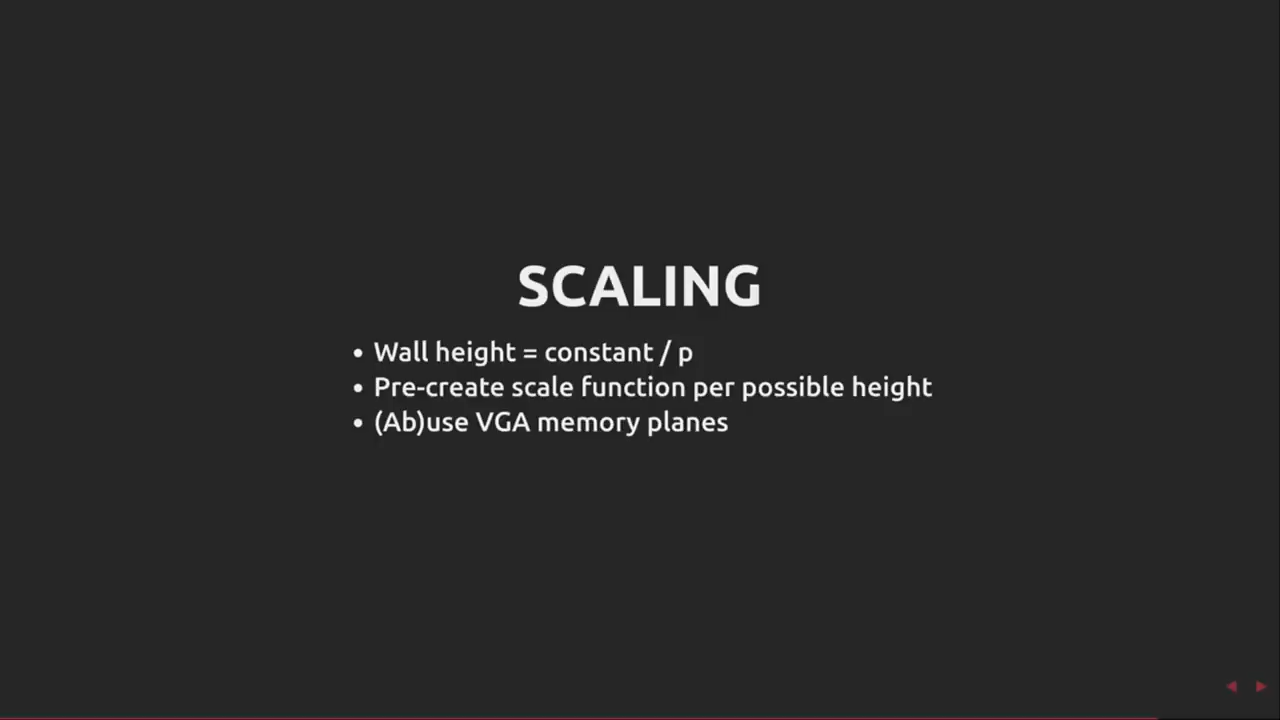 SCALING
• Wall height = constant / p
• Pre-create scale function per possible height
• (Ab)use VGA memory planes